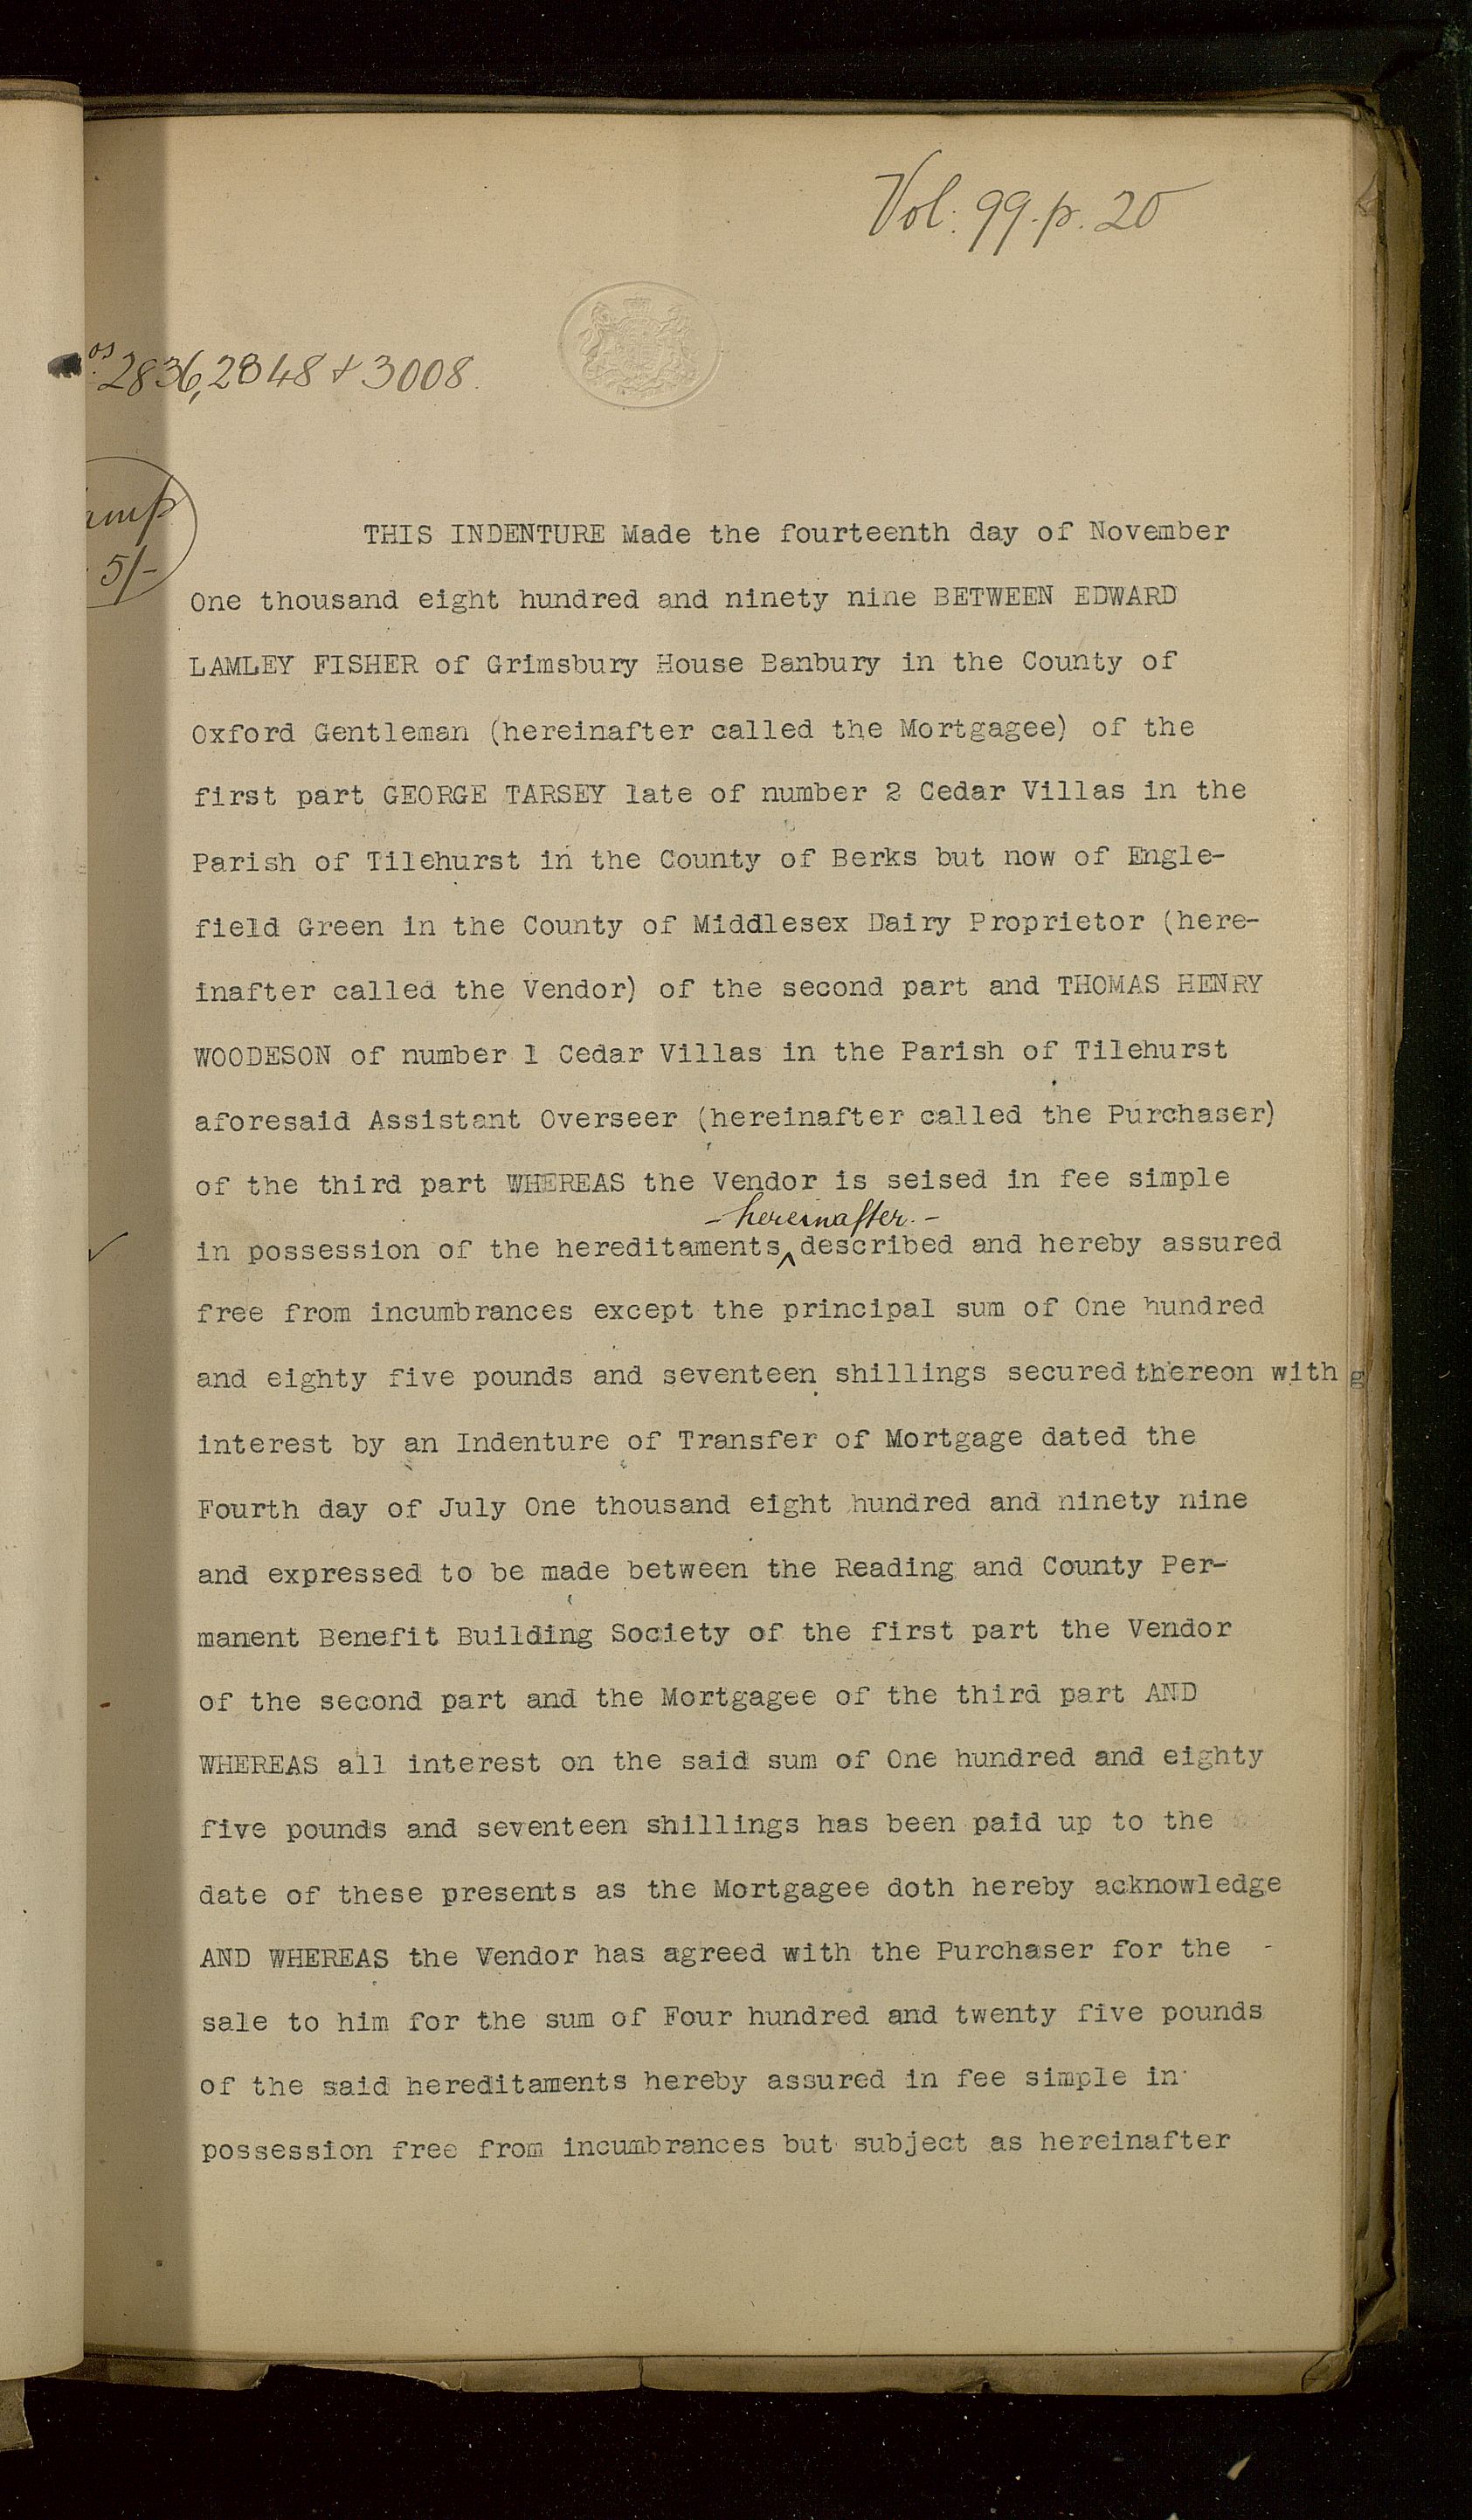 Vol: 99. p. 20
os 2836, 2848 & 3008.
5/-
THIS INDENTURE Made the fourteenth day of November
One thousand eight hundred and ninety nine BETWEEN EDWARD
LAMLEY FISHER of Grimsbury House Banbury in the County of
Oxford Gentleman (hereinafter called the Mortgagee) of the
first part GEORGE TARSEY late of number 2 Cedar Villas in the
Parish of Tilehurst in the County of Berks but now of Engle-
field Green in the County of Middlesex Dairy Proprietor (here-
inafter called the Vendor) of the second part and THOMAS HENRY
WOODESON of number 1 Cedar Villas in the Parish of Tilehurst
aforesaid Assistant Overseer (hereinafter called the Purchaser)
of the third part WHEREAS the Vendor is seised in fee simple
- hereinafter. -
in possession of the hereditaments ^ described and hereby assured
free from incumbrances except the principal sum of One hundred
and eighty five pounds and seventeen shillings secured thereon with
interest by an Indenture of Transfer of Mortgage dated the
Fourth day of July One thousand eight hundred and ninety nine
and expressed to be made between the Reading and County Per-
manent Benefit Building Society of the first part the Vendor
of the second part and the Mortgagee of the third part AND
WHEREAS all interest on the said sum of One hundred and eighty
five pounds and seventeen shillings has been paid up to the
date of these presents as the Mortgagee doth hereby acknowledge
AND WHEREAS the Vendor has agreed with the Purchaser for the -
sale to him for the sum of Four hundred and twenty five pounds
of the said hereditaments hereby assured in fee simple in
possession free from incumbrances but subject as hereinafter